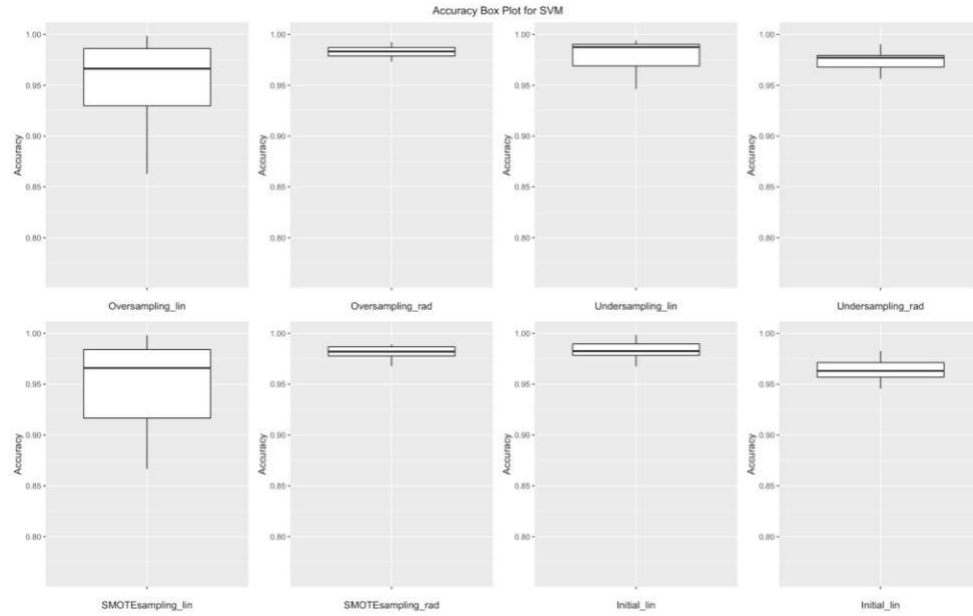 Accuracy Box Plot for SVM
1.00
0.95
0.90
0.85
0.80
Accuracy
Oversampling_lin
1.00
0.95
0.90
0.85
0.80
Accuracy
Oversampling_rad
1.00
0.95
0.90
0.85
0.80
Accuracy
Undersampling_lin
1.00
0.95
0.90
0.85
0.80
Accuracy
Undersampling_rad
1.00
0.95
0.90
0.85
0.80
Accuracy
SMOTEsampling_lin
1.00
0.95
0.90
0.85
0.80
Accuracy
SMOTEsampling_rad
1.00
0.95
0.90
0.85
0.80
Accuracy
Initial_lin
1.00
0.95
0.90
0.85
0.80
Accuracy
Initial_lin